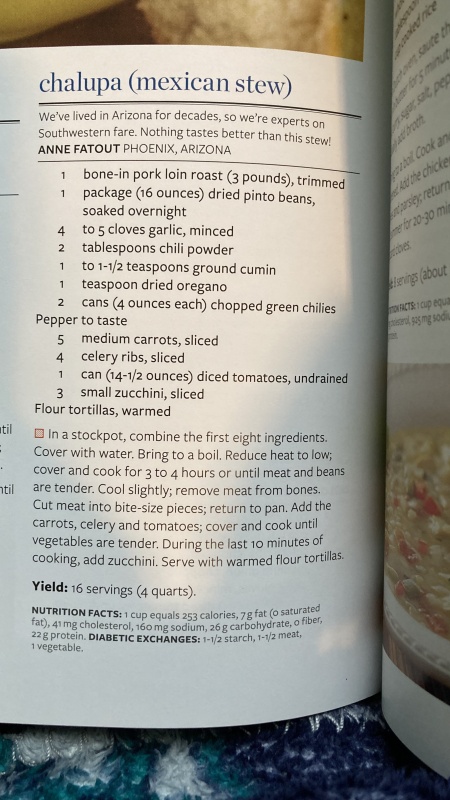 chalupa (mexican stew)
We've lived in Arizona for decades, so we're experts on
Southwestern fare. Nothing tastes better than this stew!
ANNE FATOUT PHOENIX, ARIZONA
1 bone-in pork loin roast (3 pounds), trimmed
1 package (16 ounces) dried pinto beans,
soaked overnight
4 to 5 cloves garlic, minced
2 tablespoons chili powder
1 to 1-1/2 teaspoons ground cumin
1 teaspoon dried oregano
2 cans (4 ounces each) chopped green chilies
Pepper to taste
5 medium carrots, sliced
4 celery ribs, sliced
1 can (14-1/2 ounces) diced tomatoes, undrained
3 small zucchini, sliced
Flour tortillas, warmed
In a stockpot, combine the first eight ingredients.
Cover with water. Bring to a boil. Reduce heat to low;
cover and cook for 3 to 4 hours or until meat and beans
are tender. Cool slightly; remove meat from bones.
Cut meat into bite-size pieces; return to pan. Add the
carrots, celery and tomatoes; cover and cook until
vegetables are tender. During the last 10 minutes of
cooking, add zucchini. Serve with warmed flour tortillas.
Yield: 16 servings (4 quarts).
NUTRITION FACTS: 1 cup equals 253 calories, 7 g fat (0 saturated
fat), 41 mg cholesterol, 160 mg sodium, 26 g carbohydrate, 0 fiber,
22 g protein. DIABETIC EXCHANGES: 1-1/2 starch, 1-1/2 meat,
1 vegetable.